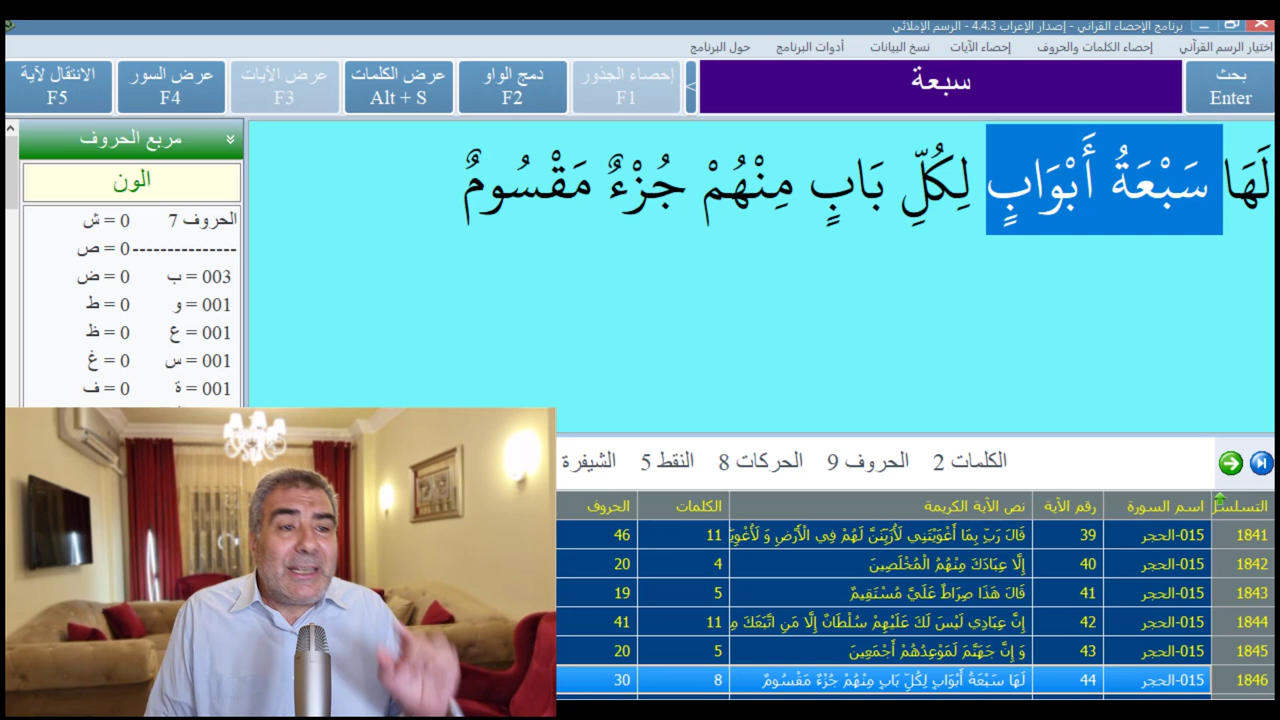 برنامج الإحصاء القرآني - إصدار الإعراب 4.4.3 - الرسم الإملائي
اختيار الرسم القرآني إحصاء الكلمات والحروف إحصاء الآيات نسخ البيانات أدوات البرنامج حول البرنامج
بحث Enter
سبعة
>
إحصاء الجذور F1
دمج الواو F2
عرض الكلمات Alt + S
عرض الآيات F3
عرض السور F4
الانتقال لآية F5
لَهَا سَبْعَةُ أَبْوَابٍ لِكُلِّ بَابٍ مِنْهُمْ جُزْءٌ مَقْسُومٌ
مربع الحروف
الون
الحروف 7 ش = 0
--------------- ص = 0
ب = 003 ض = 0
و = 001 ط = 0
ع = 001 ظ = 0
س = 001 غ = 0
ة = 001 ف = 0
الكلمات 2 الحروف 9 الحركات 8 النقط 5 الشيفرة
التسلسل اسم السورة رقم الآية نص الآية الكريمة الكلمات الحروف
1841 015-الحجر 39 قَالَ رَبِّ بِمَا أَغْوَيْتَنِي لَأُزَيِّنَنَّ لَهُمْ فِي الْأَرْضِ وَ لَأُغْوِيَ 11 46
1842 015-الحجر 40 إِلَّا عِبَادَكَ مِنْهُمُ الْمُخْلَصِينَ 4 20
1843 015-الحجر 41 قَالَ هَذَا صِرَاطٌ عَلَيَّ مُسْتَقِيمٌ 5 19
1844 015-الحجر 42 إِنَّ عِبَادِي لَيْسَ لَكَ عَلَيْهِمْ سُلْطَانٌ إِلَّا مَنِ اتَّبَعَكَ مِ 11 41
1845 015-الحجر 43 وَ إِنَّ جَهَنَّمَ لَمَوْعِدُهُمْ أَجْمَعِينَ 5 20
1846 015-الحجر 44 لَهَا سَبْعَةُ أَبْوَابٍ لِكُلِّ بَابٍ مِنْهُمْ جُزْءٌ مَقْسُومٌ 8 30